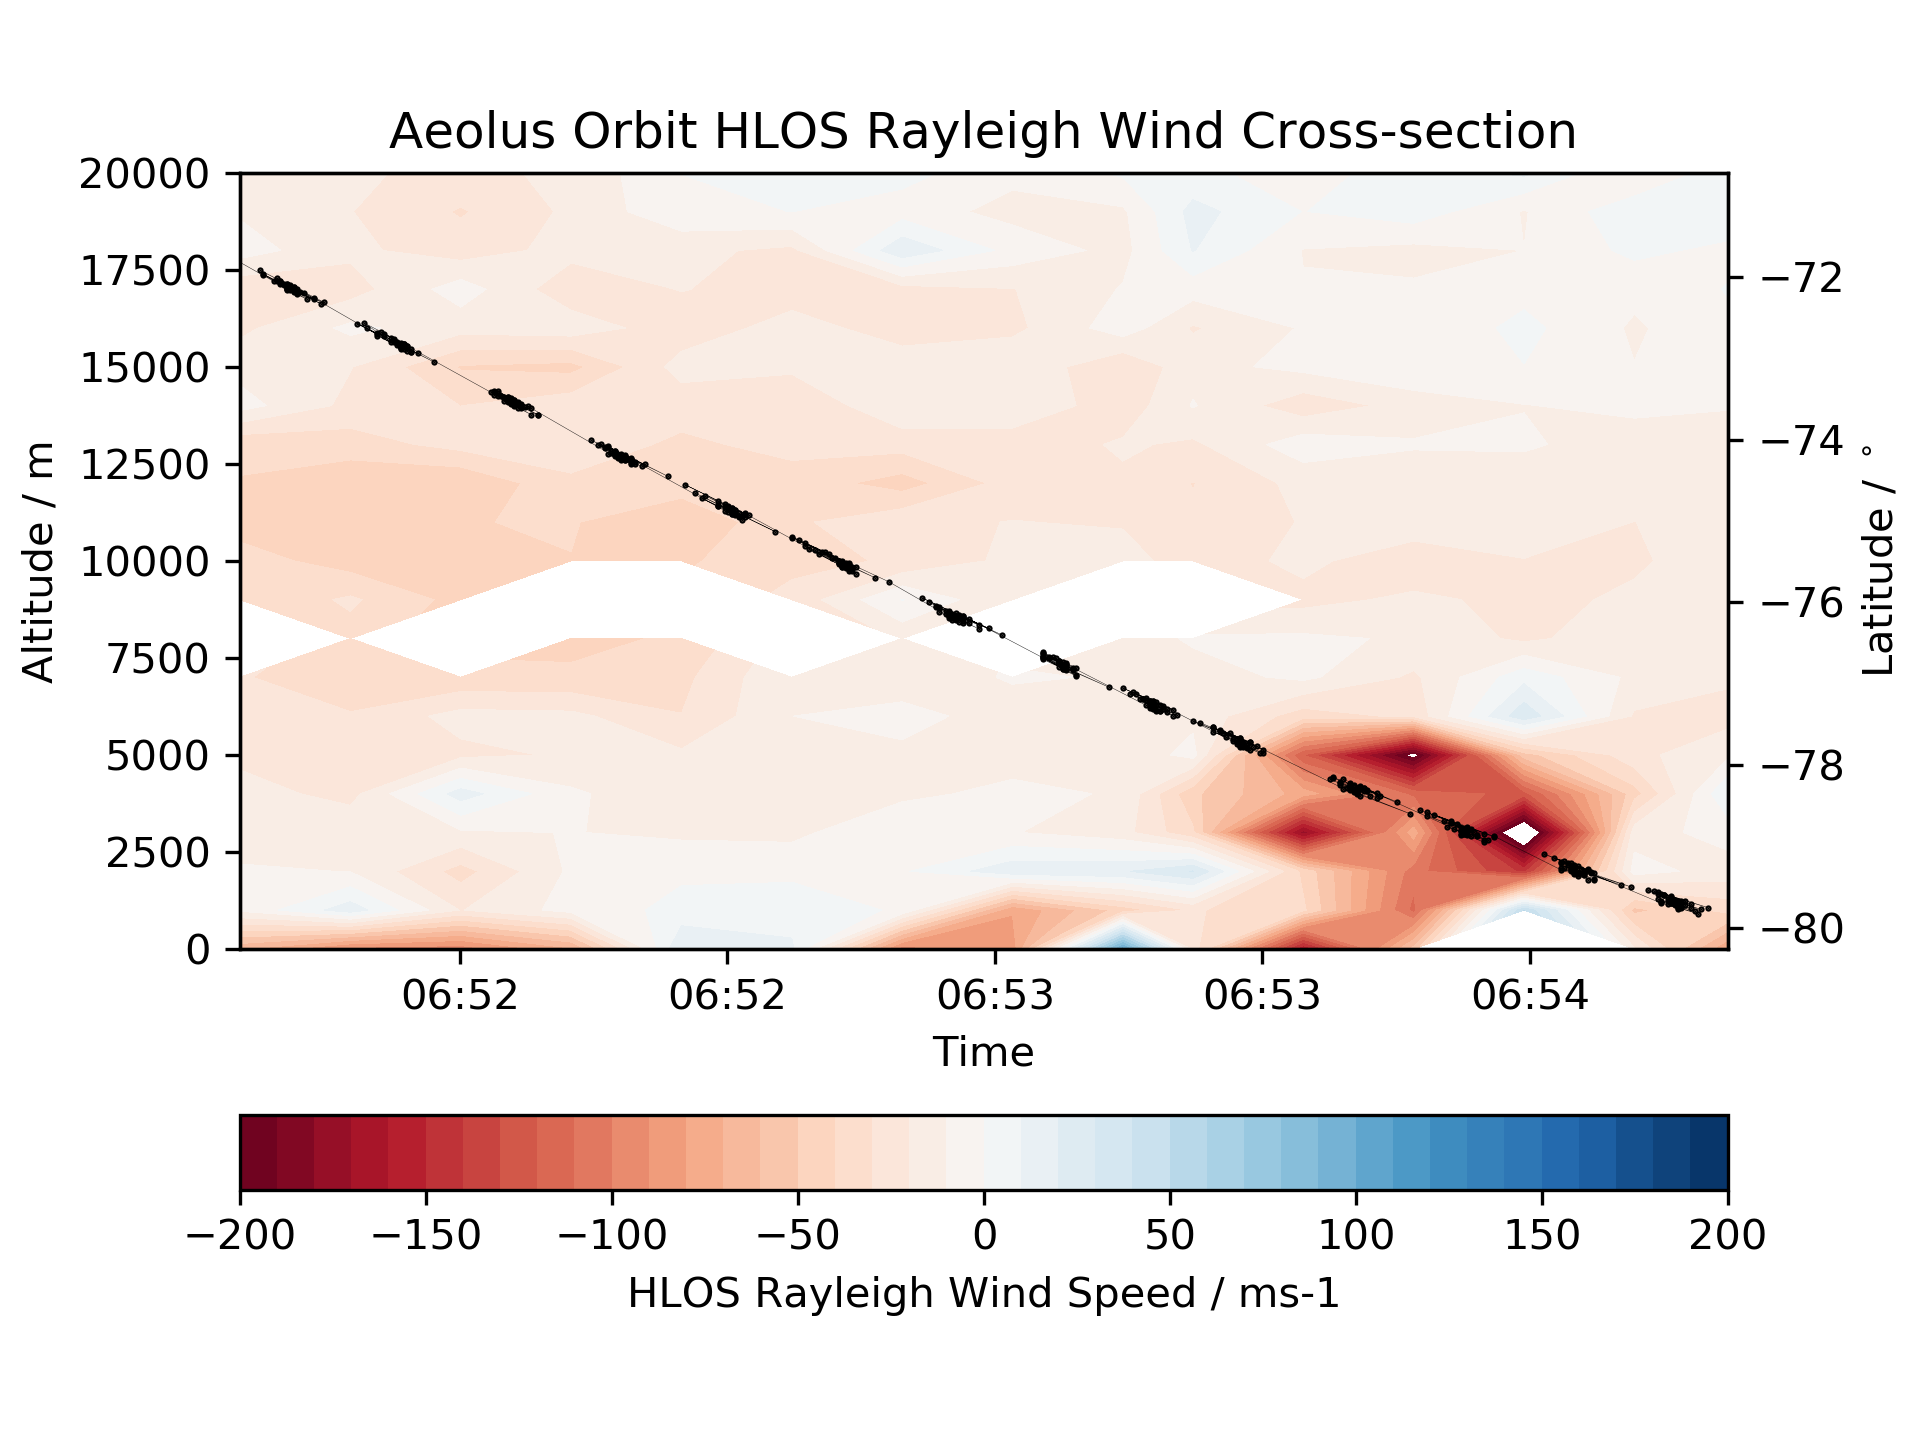 Aeolus Orbit HLOS Rayleigh Wind Cross-section
20000
17500
15000
12500
10000
7500
5000
2500
0
Altitude / m
−72
−74
−76
−78
−80
Latitude / °
06:52 06:52 06:53 06:53 06:54
Time
−200 −150 −100 −50 0 50 100 150 200
HLOS Rayleigh Wind Speed / ms-1